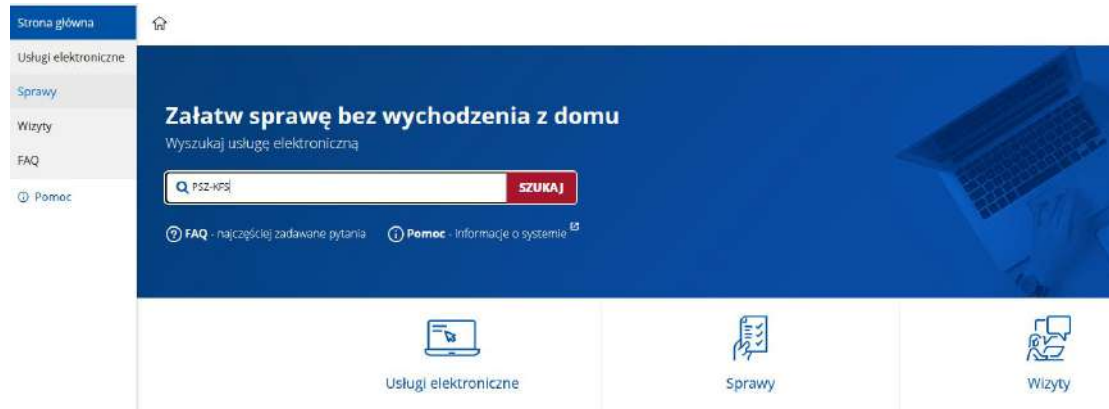 Strona główna
Usługi elektroniczne
Sprawy
Wizyty
FAQ
Pomoc
Załatw sprawę bez wychodzenia z domu
Wyszukaj usługę elektroniczną
PSZ-KFS
SZUKAJ
FAQ - najczęściej zadawane pytania
Pomoc - Informacje o systemie
Usługi elektroniczne
Sprawy
Wizyty